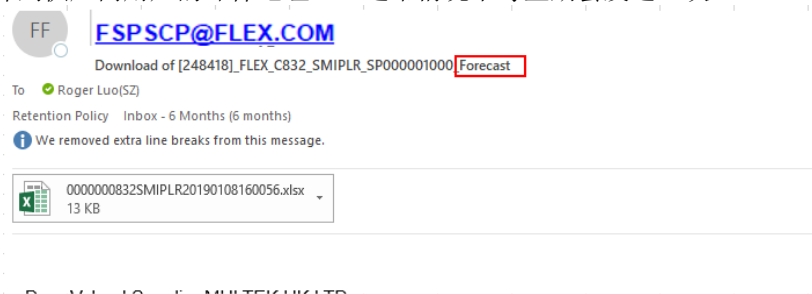 FF
FSPSCP@FLEX.COM
Download of [248418]_FLEX_C832_SMIPLR_SP000001000_Forecast
To Roger Luo(SZ)
Retention Policy Inbox - 6 Months (6 months)
We removed extra line breaks from this message.
0000000832SMIPLR20190108160056.xlsx
13 KB